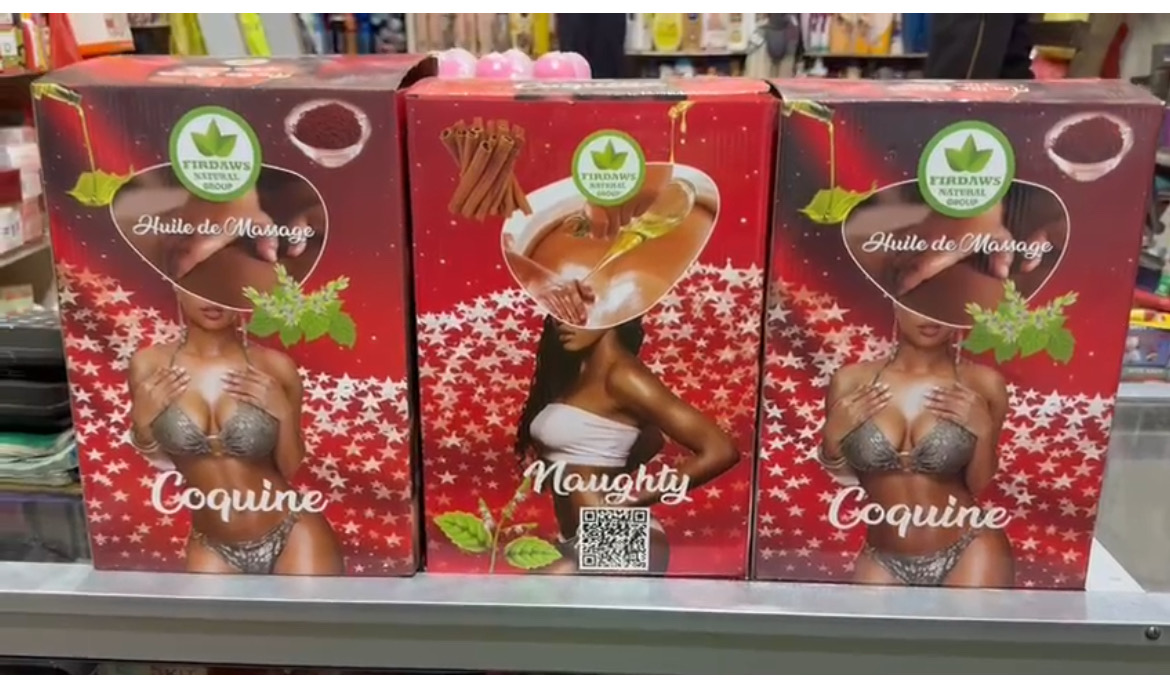 FIRDAWS
NATURAL
GROUP
Huile de Massage
Coquine
FIRDAWS
NATURAL
GROUP
Naughty
FIRDAWS
NATURAL
GROUP
Huile de Massage
Coquine